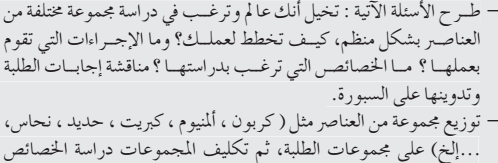 – طرح الأسئلة الآتية : تخيل أنك عالم وترغب في دراسة مجموعة مختلفة من
العناصر بشكل منظم، كيف تخطط لعملك؟ وما الإجراءات التي تقوم
بعملها ؟ ما الخصائص التي ترغب بدراستها ؟ مناقشة إجابات الطلبة
وتدوينها على السبورة.
– توزيع مجموعة من العناصر مثل ( كربون ، ألمنيوم ، كبريت ، حديد ، نحاس،
...إلخ) على مجموعات الطلبة، ثم تكليف المجموعات دراسة الخصائص